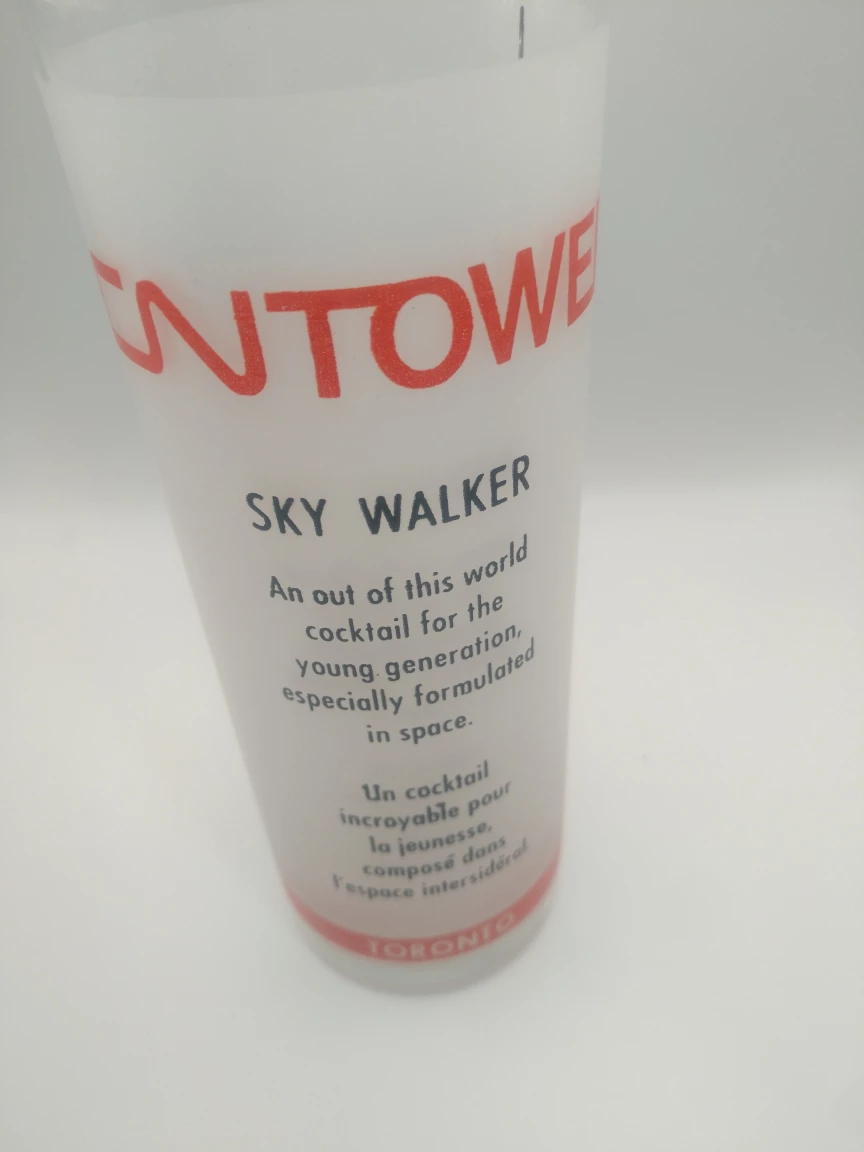 CNTOWE
SKY WALKER
An out of this world
cocktail for the
young generation,
especially formulated
in space.
Un cocktail
incroyable pour
la jeunesse,
composé dans
l'espace intersidéral.
TORONTO